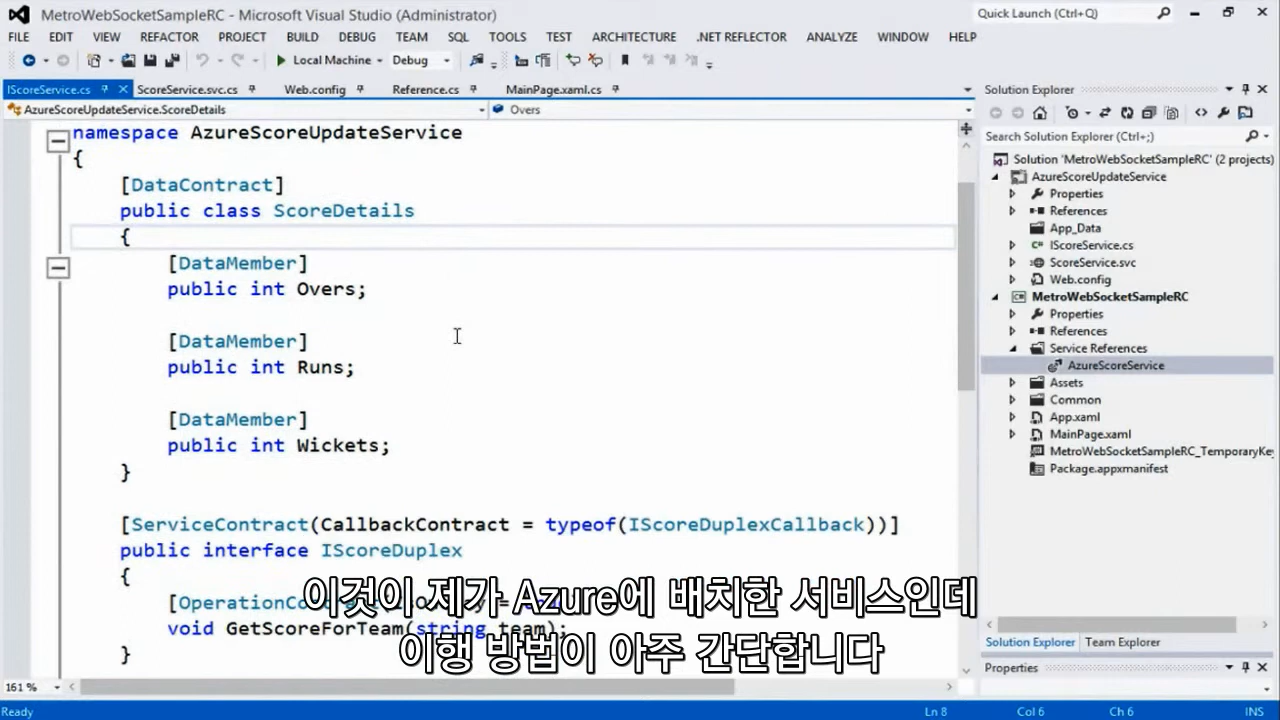 MetroWebSocketSampleRC - Microsoft Visual Studio (Administrator)
Quick Launch (Ctrl+Q)
FILE EDIT VIEW REFACTOR PROJECT BUILD DEBUG TEAM SQL TOOLS TEST ARCHITECTURE .NET REFLECTOR ANALYZE WINDOW HELP
Local Machine Debug
IScoreService.cs ScoreService.svc.cs Web.config Reference.cs MainPage.xaml.cs
AzureScoreUpdateService.ScoreDetails Overs
namespace AzureScoreUpdateService
{
[DataContract]
public class ScoreDetails
{
[DataMember]
public int Overs;
[DataMember]
public int Runs;
[DataMember]
public int Wickets;
}
[ServiceContract(CallbackContract = typeof(IScoreDuplexCallback))]
public interface IScoreDuplex
{
void GetScoreForTeam(string team);
}
이것이 제가 Azure에 배치한 서비스인데
이행 방법이 아주 간단합니다
161 %
Solution Explorer
Search Solution Explorer (Ctrl+;)
Solution 'MetroWebSocketSampleRC' (2 projects)
AzureScoreUpdateService
Properties
References
App_Data
IScoreService.cs
ScoreService.svc
Web.config
MetroWebSocketSampleRC
Properties
References
Service References
AzureScoreService
Assets
Common
App.xaml
MainPage.xaml
MetroWebSocketSampleRC_TemporaryKe
Package.appxmanifest
Solution Explorer Team Explorer
Properties
Ready Ln 8 Col 6 Ch 6 INS